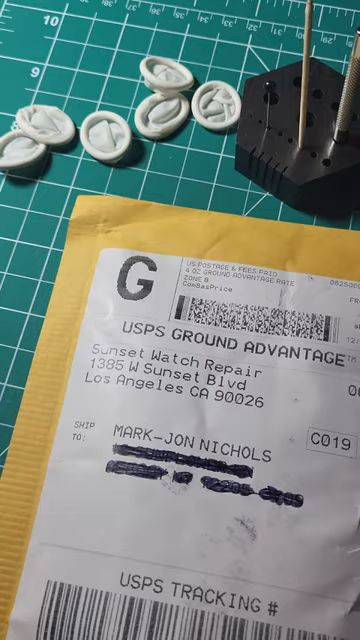 10
9
G
US POSTAGE & FEES PAID
4 OZ GROUND ADVANTAGE RATE
ZONE 8
ComBasPrice
USPS GROUND ADVANTAGE™
Sunset Watch Repair
1385 W Sunset Blvd
Los Angeles CA 90026
C019
SHIP
TO:
MARK-JON NICHOLS
USPS TRACKING #